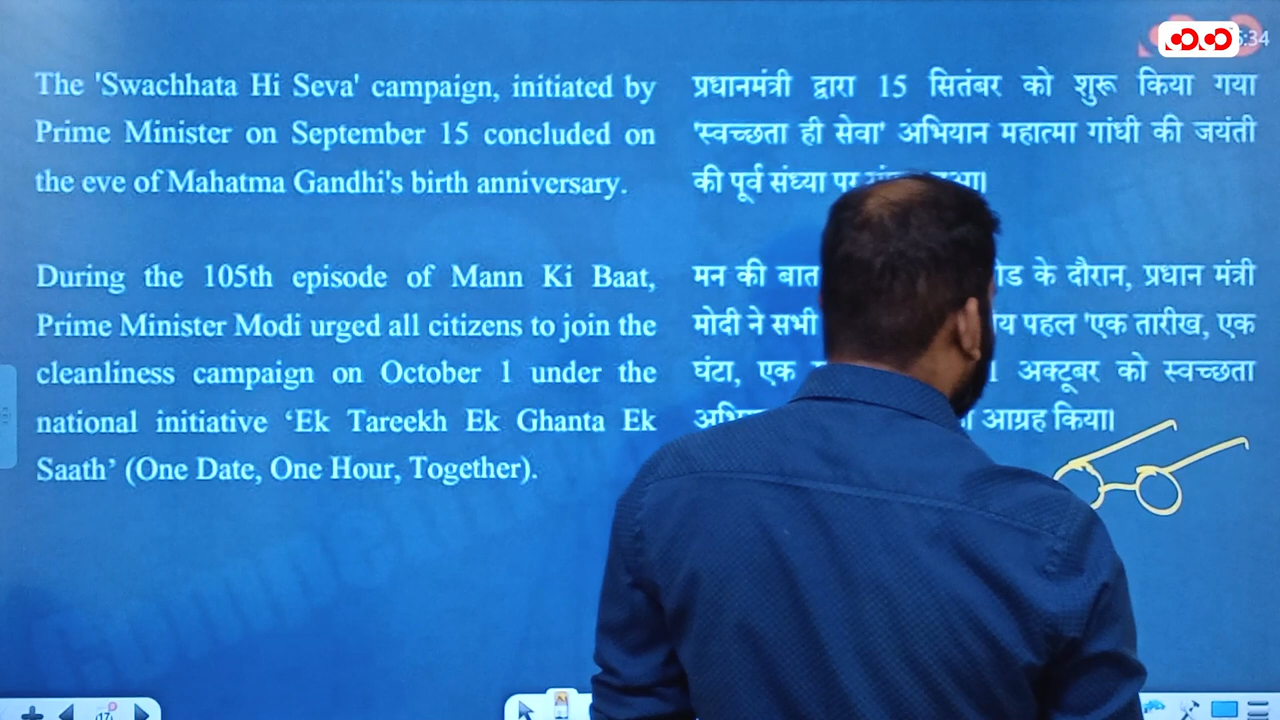 5:34
The 'Swachhata Hi Seva' campaign, initiated by
Prime Minister on September 15 concluded on
the eve of Mahatma Gandhi's birth anniversary.
During the 105th episode of Mann Ki Baat,
Prime Minister Modi urged all citizens to join the
cleanliness campaign on October 1 under the
national initiative ‘Ek Tareekh Ek Ghanta Ek
Saath’ (One Date, One Hour, Together).
प्रधानमंत्री द्वारा 15 सितंबर को शुरू किया गया
'स्वच्छता ही सेवा' अभियान महात्मा गांधी की जयंती
की पूर्व संध्या पर
मन की बात के दौरान, प्रधान मंत्री
मोदी ने सभी पहल 'एक तारीख, एक
घंटा, एक 1 अक्टूबर को स्वच्छता
आग्रह किया।
17